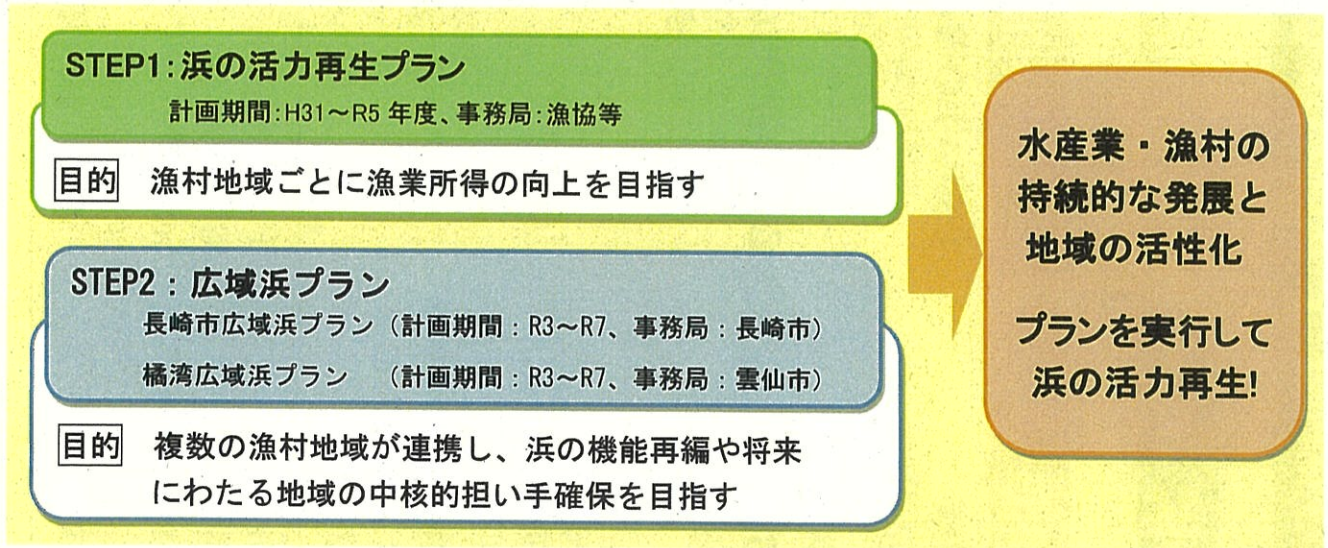 STEP1:浜の活力再生プラン
計画期間:H31~R5 年度、事務局:漁協等
目的 漁村地域ごとに漁業所得の向上を目指す
STEP2:広域浜プラン
長崎市広域浜プラン(計画期間:R3~R7、事務局:長崎市)
橘湾広域浜プラン (計画期間:R3~R7、事務局:雲仙市)
目的 複数の漁村地域が連携し、浜の機能再編や将来
にわたる地域の中核的担い手確保を目指す
水産業・漁村の
持続的な発展と
地域の活性化
プランを実行して
浜の活力再生!